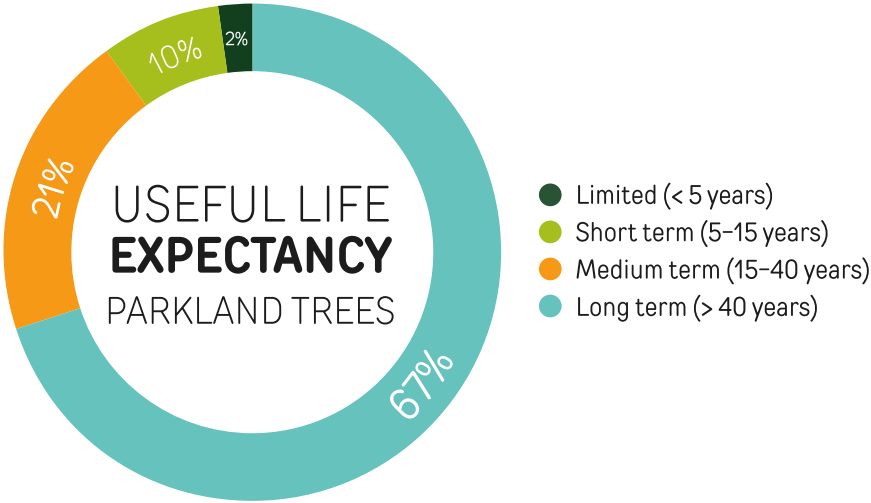 2%
10%
21%
67%
USEFUL LIFE
EXPECTANCY
PARKLAND TREES
Limited (< 5 years)
Short term (5–15 years)
Medium term (15–40 years)
Long term (> 40 years)